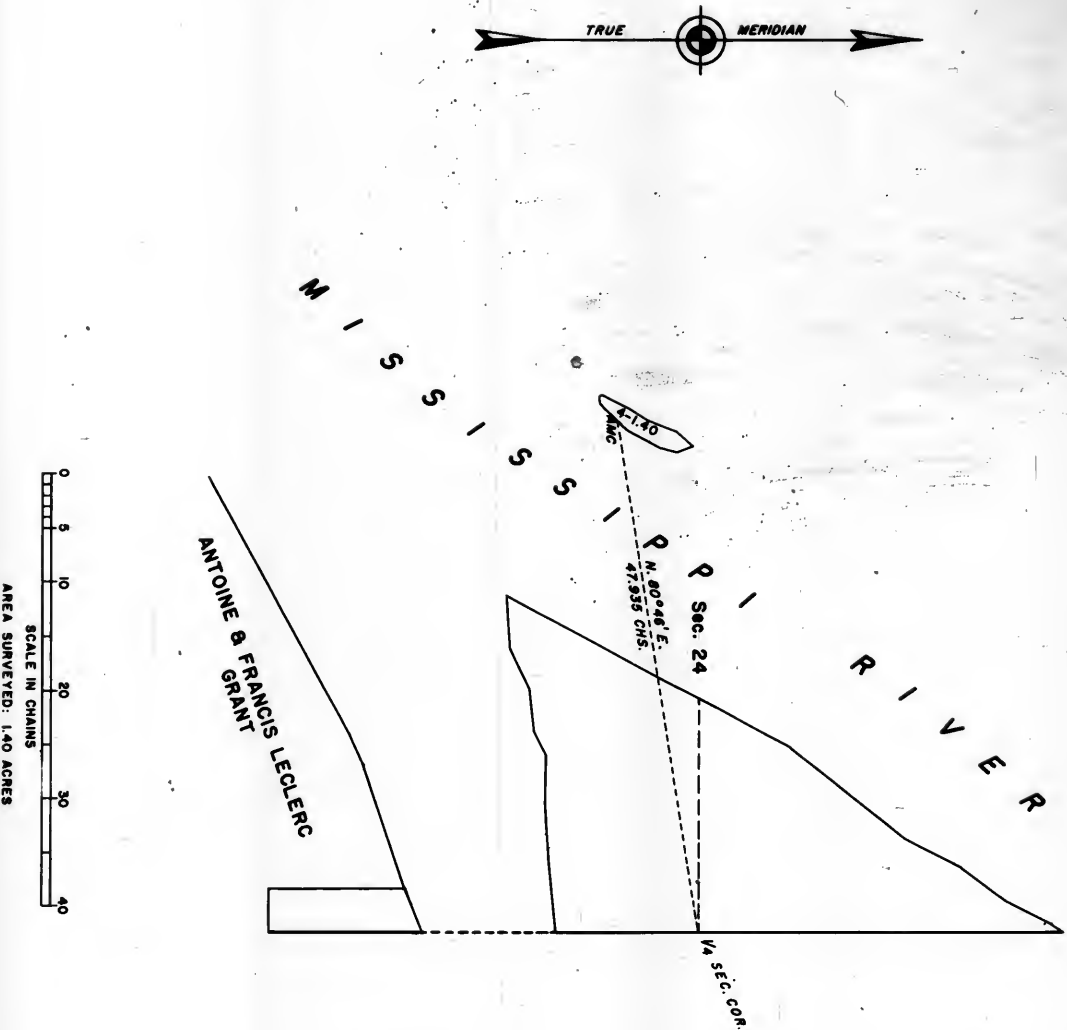 TRUE MERIDIAN
MISSISSIPPI RIVER
4-1.40
AMC
N. 80°46' E.
47.935 CHS.
Sec. 24
ANTOINE & FRANCIS LECLERC
GRANT
1/4 SEC. COR.
0 5 10 20 30 40
SCALE IN CHAINS
AREA SURVEYED: 1.40 ACRES